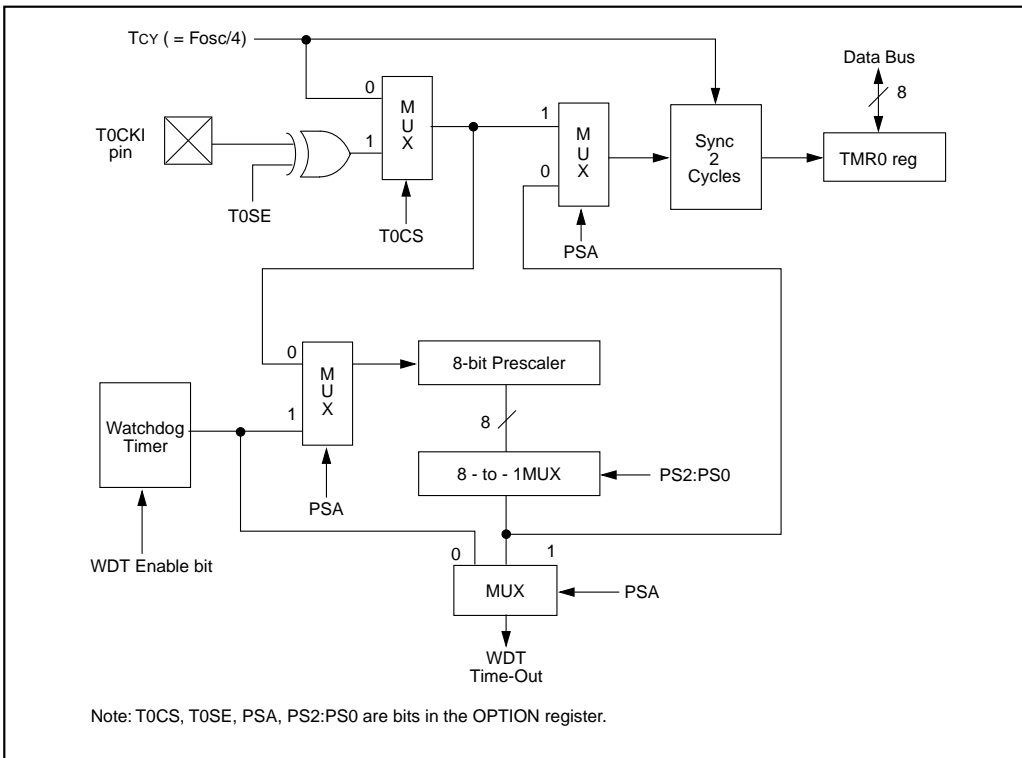 TCY ( = Fosc/4)
Data Bus
8
0
M
U
X
1
T0CKI
pin
T0SE
T0CS
1
M
U
X
0
PSA
Sync
2
Cycles
TMR0 reg
0
M
U
X
1
8-bit Prescaler
8
Watchdog
Timer
PSA
8 - to - 1MUX
PS2:PS0
WDT Enable bit
0
1
MUX
PSA
WDT
Time-Out
Note: T0CS, T0SE, PSA, PS2:PS0 are bits in the OPTION register.